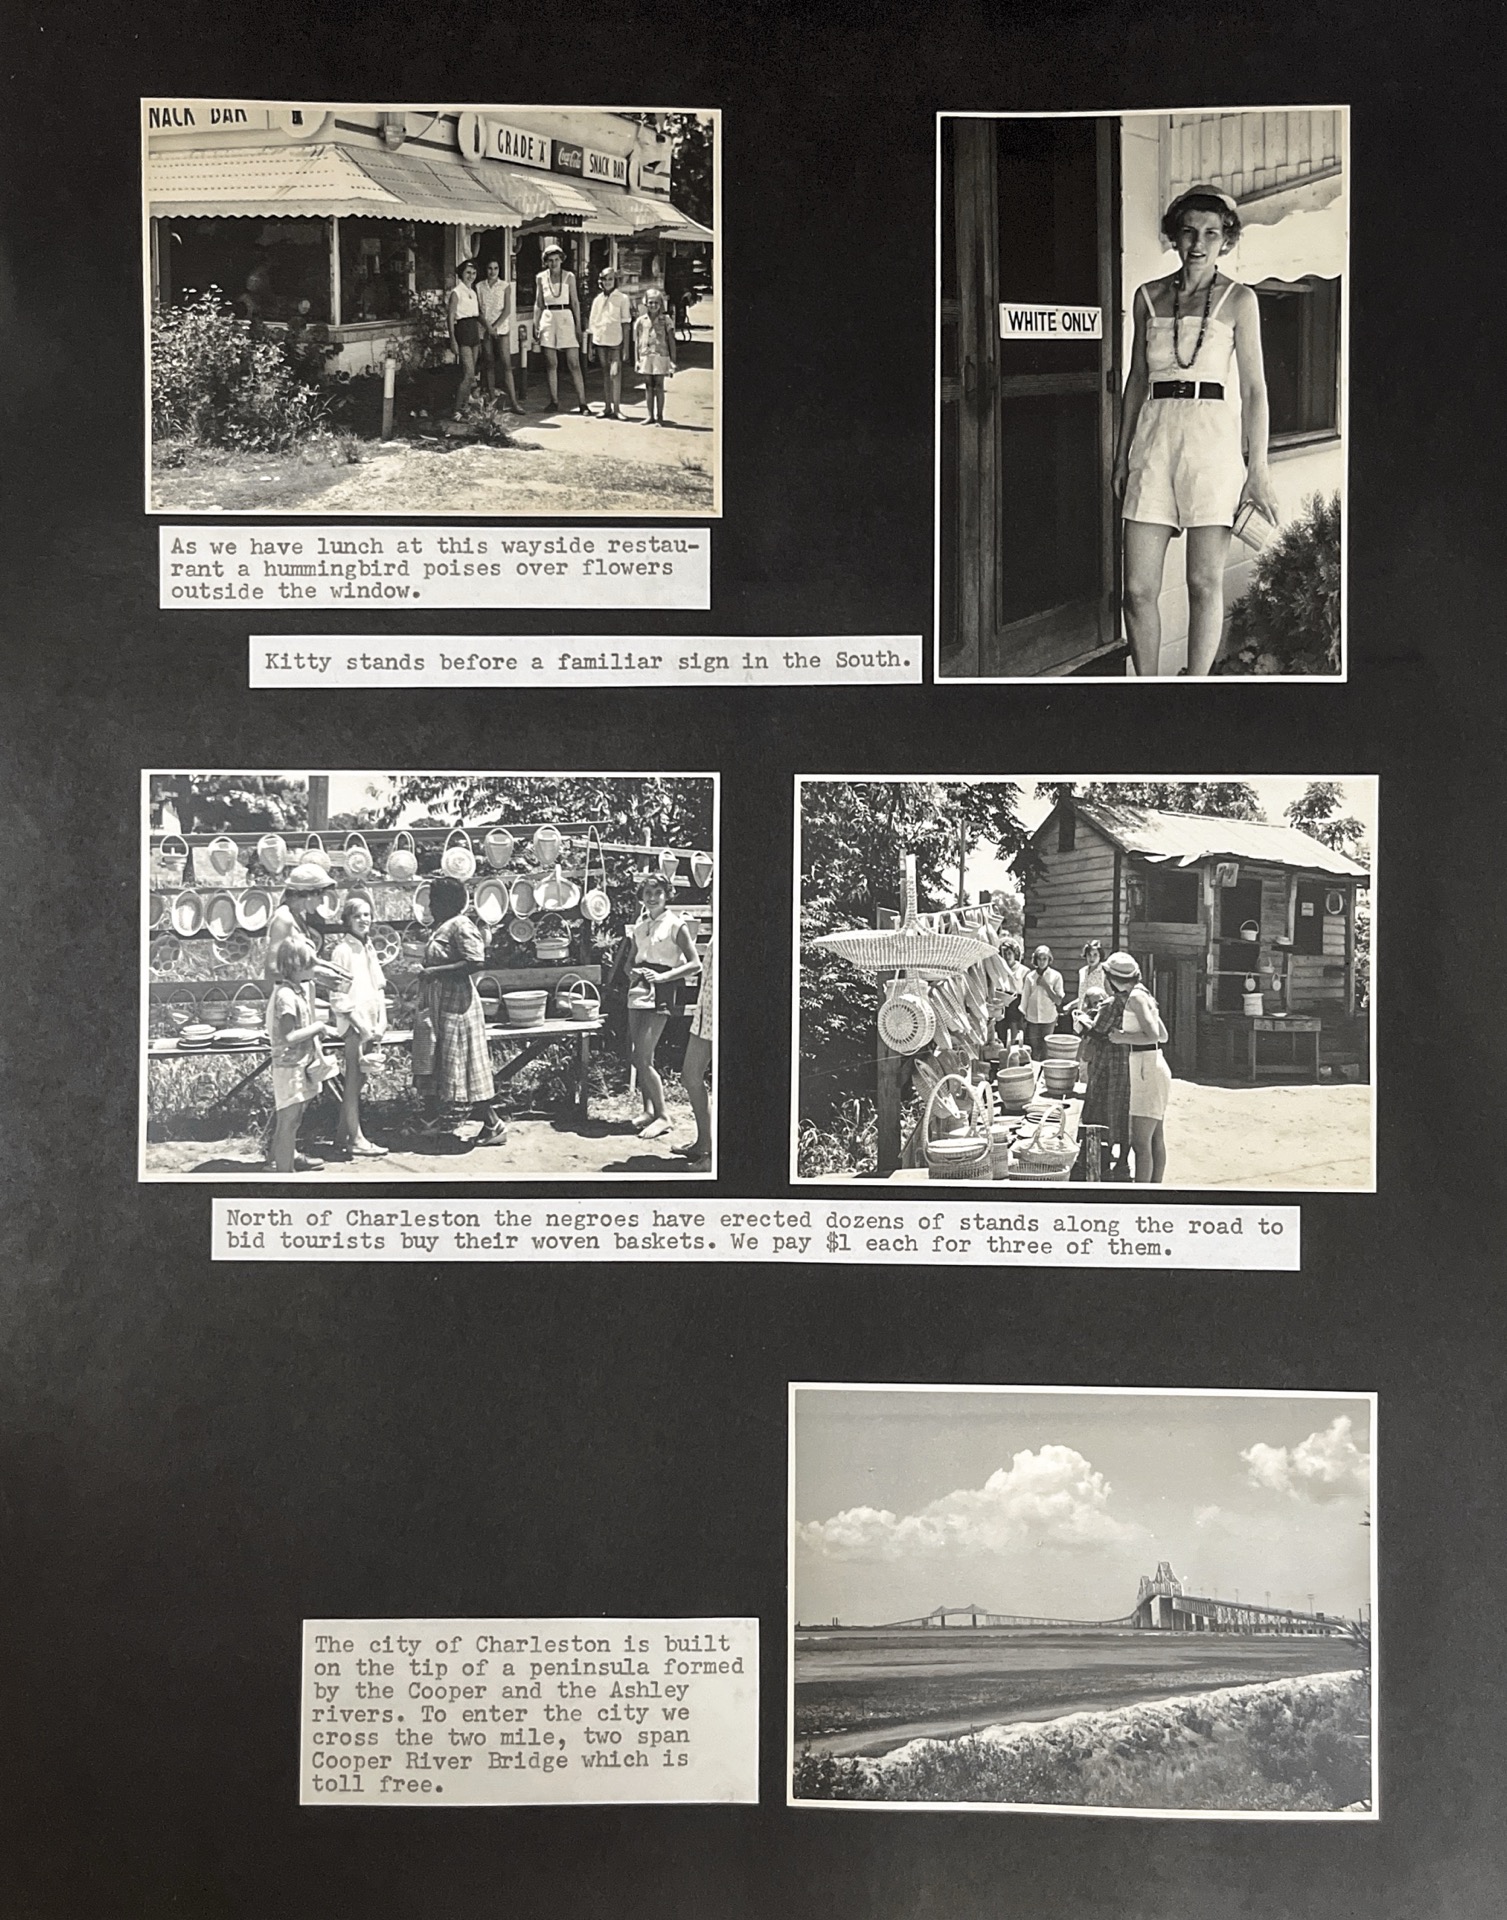 NACK BAR
GRADE "A"
Coca-Cola
SNACK BAR
WHITE ONLY
As we have lunch at this wayside restau-
rant a hummingbird poises over flowers
outside the window.
Kitty stands before a familiar sign in the South.
North of Charleston the negroes have erected dozens of stands along the road to
bid tourists buy their woven baskets. We pay $1 each for three of them.
The city of Charleston is built
on the tip of a peninsula formed
by the Cooper and the Ashley
rivers. To enter the city we
cross the two mile, two span
Cooper River Bridge which is
toll free.